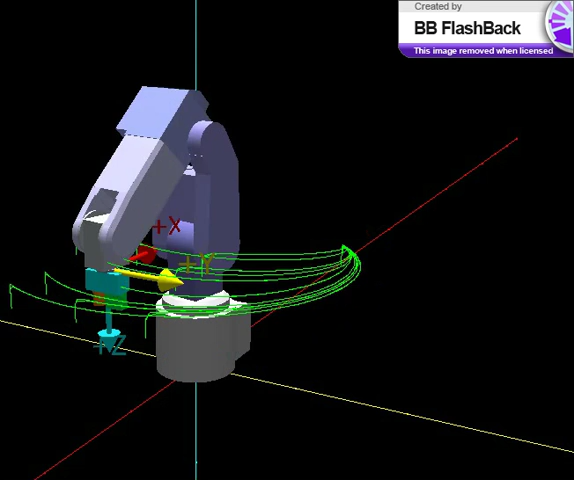 Created by
BB FlashBack
This image removed when licensed
+X
+Y
+Z